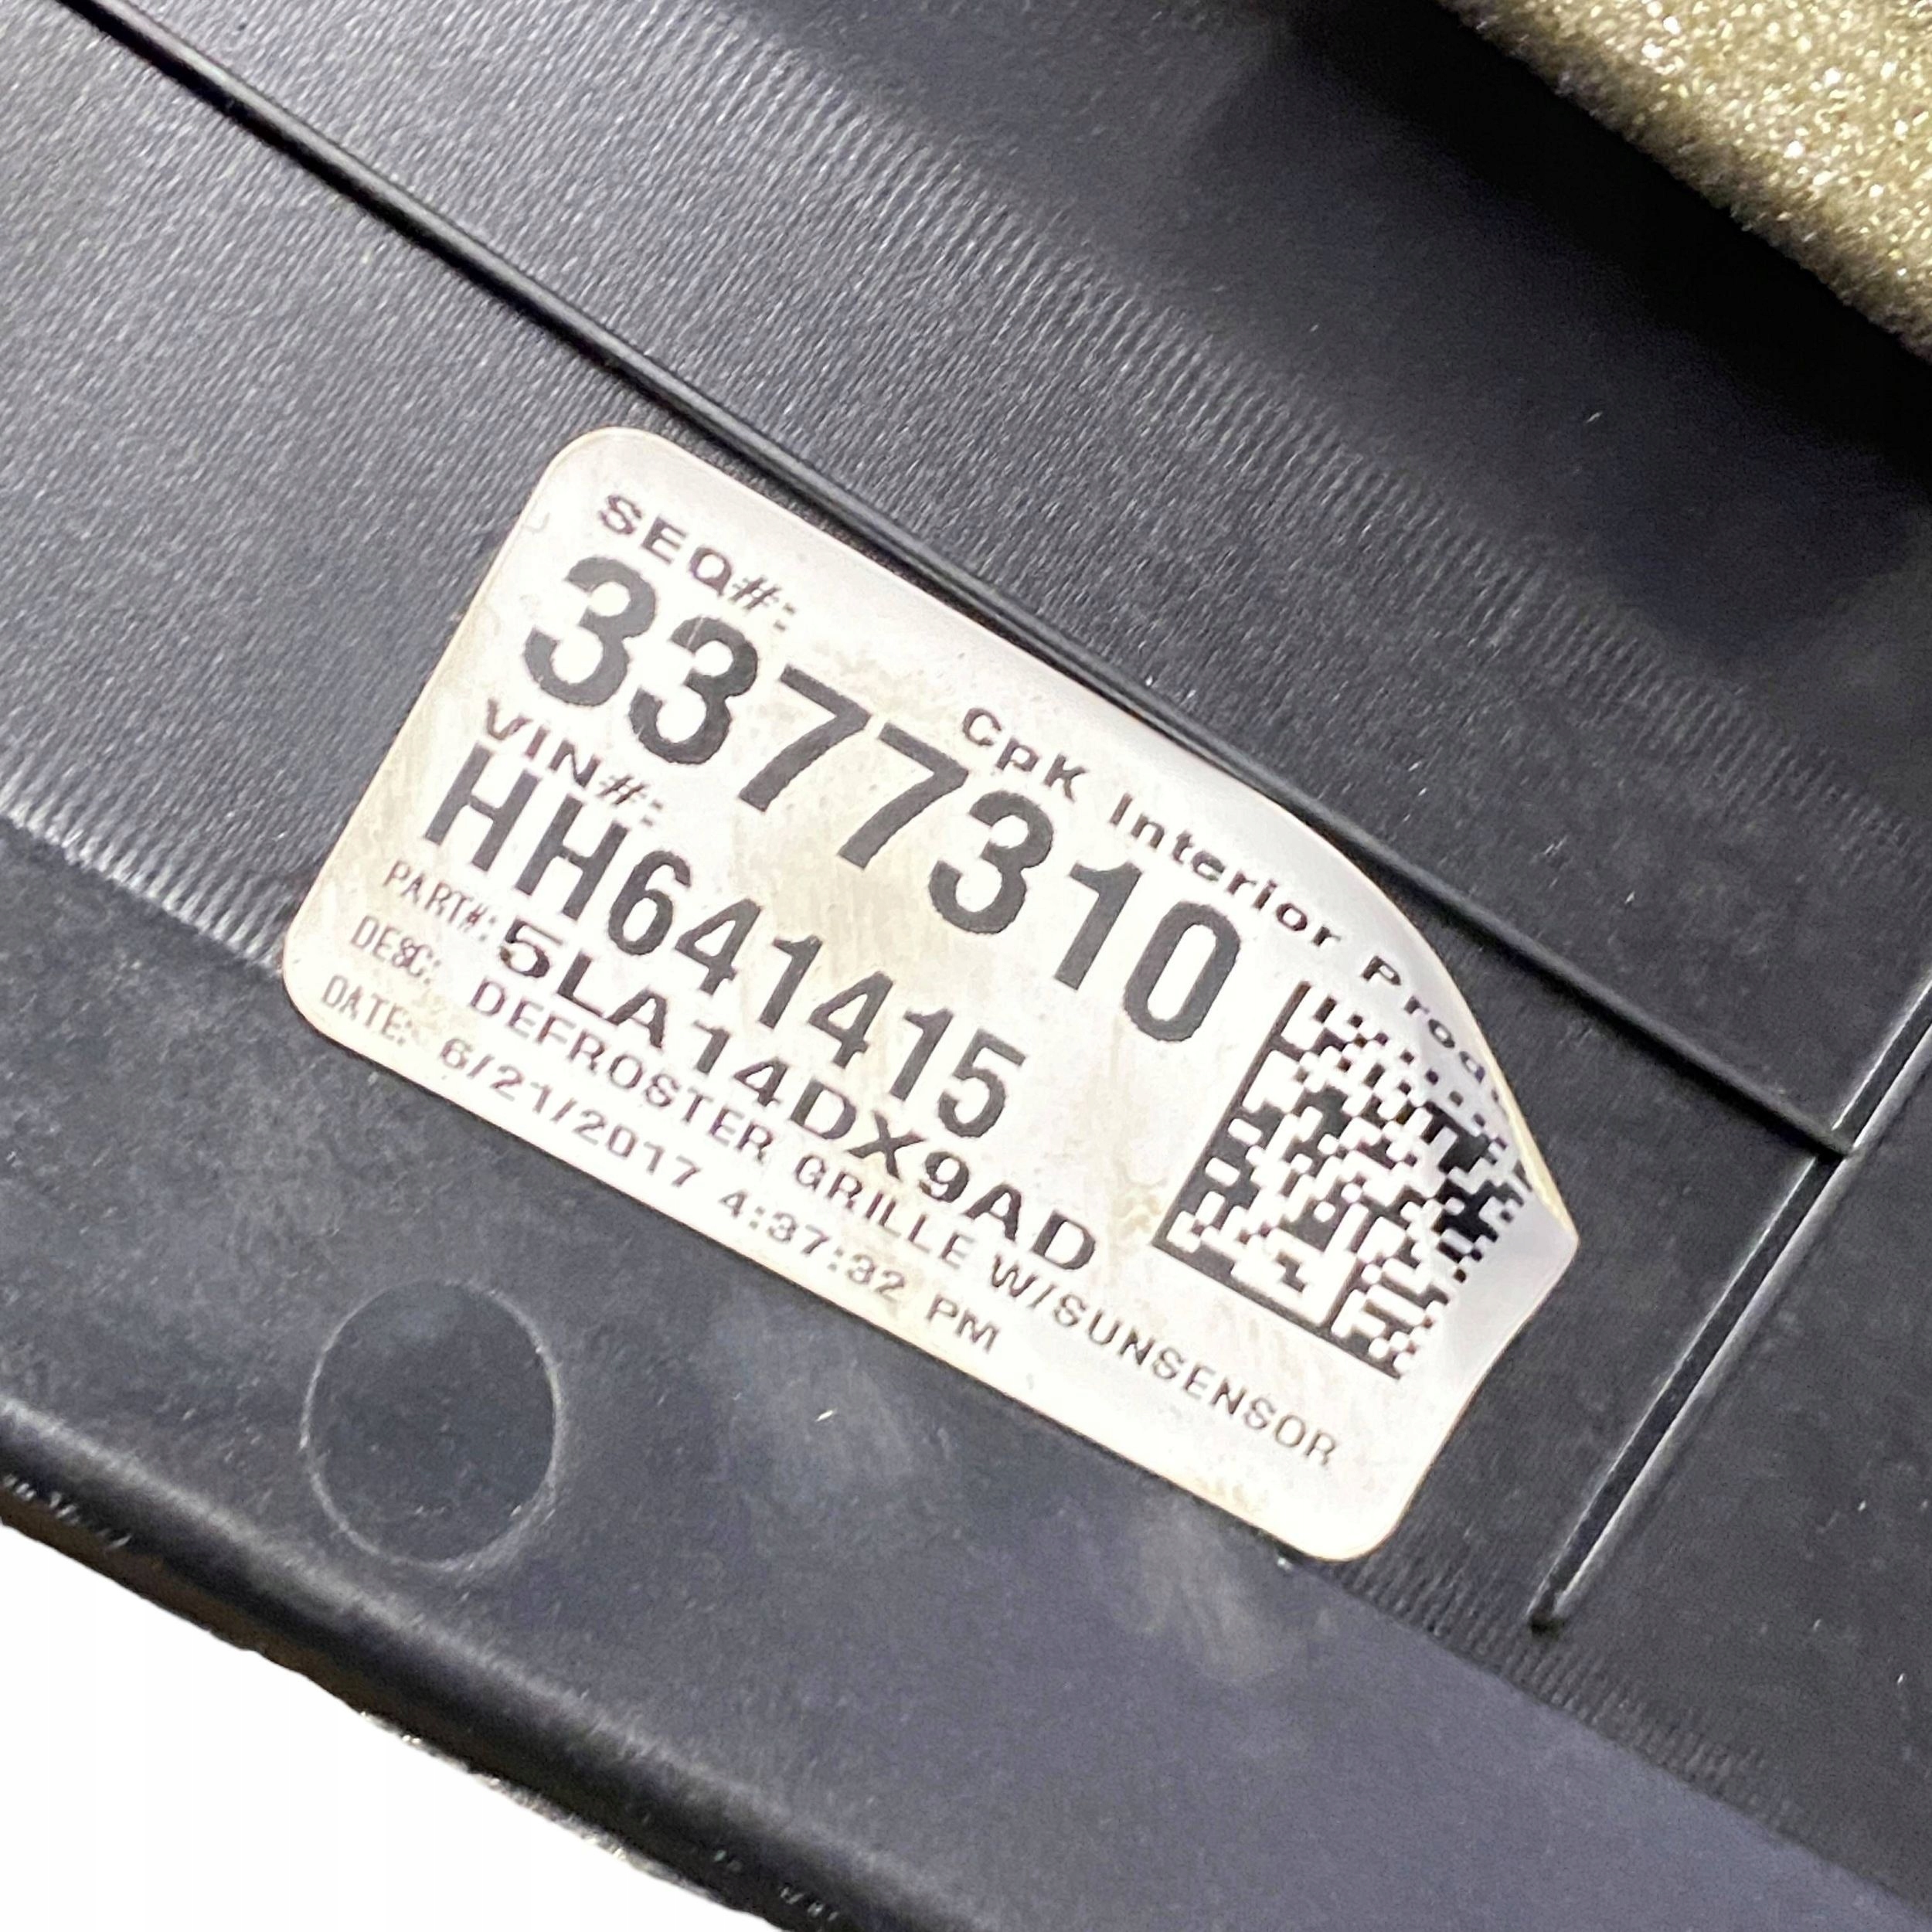 SEQ#:
CpK Interior
3377310
VIN#:
HH641415
PART#: 5LA14DX9AD
DESC: DEFROSTER GRILLE W/SUNSENSOR
DATE: 6/21/2017 4:37:32 PM